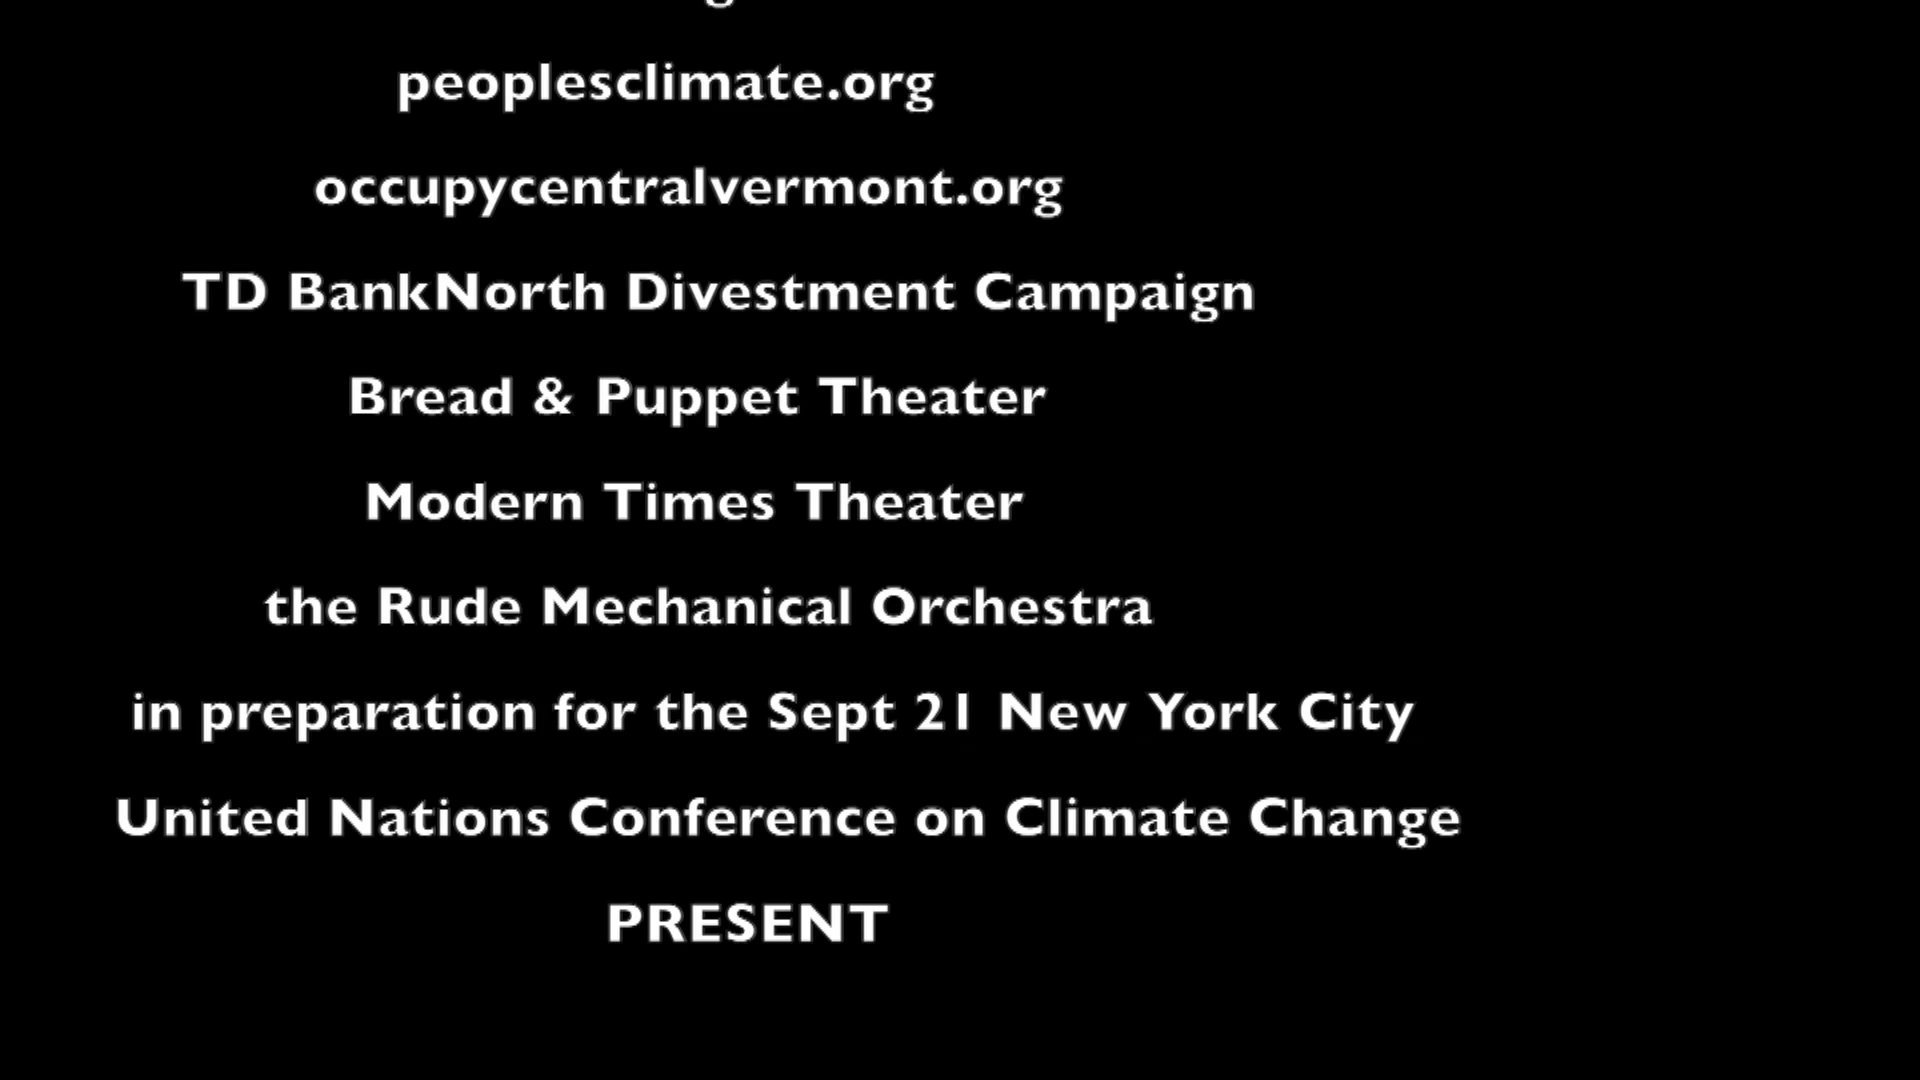 peoplesclimate.org
occupycentralvermont.org
TD BankNorth Divestment Campaign
Bread & Puppet Theater
Modern Times Theater
the Rude Mechanical Orchestra
in preparation for the Sept 21 New York City
United Nations Conference on Climate Change
PRESENT